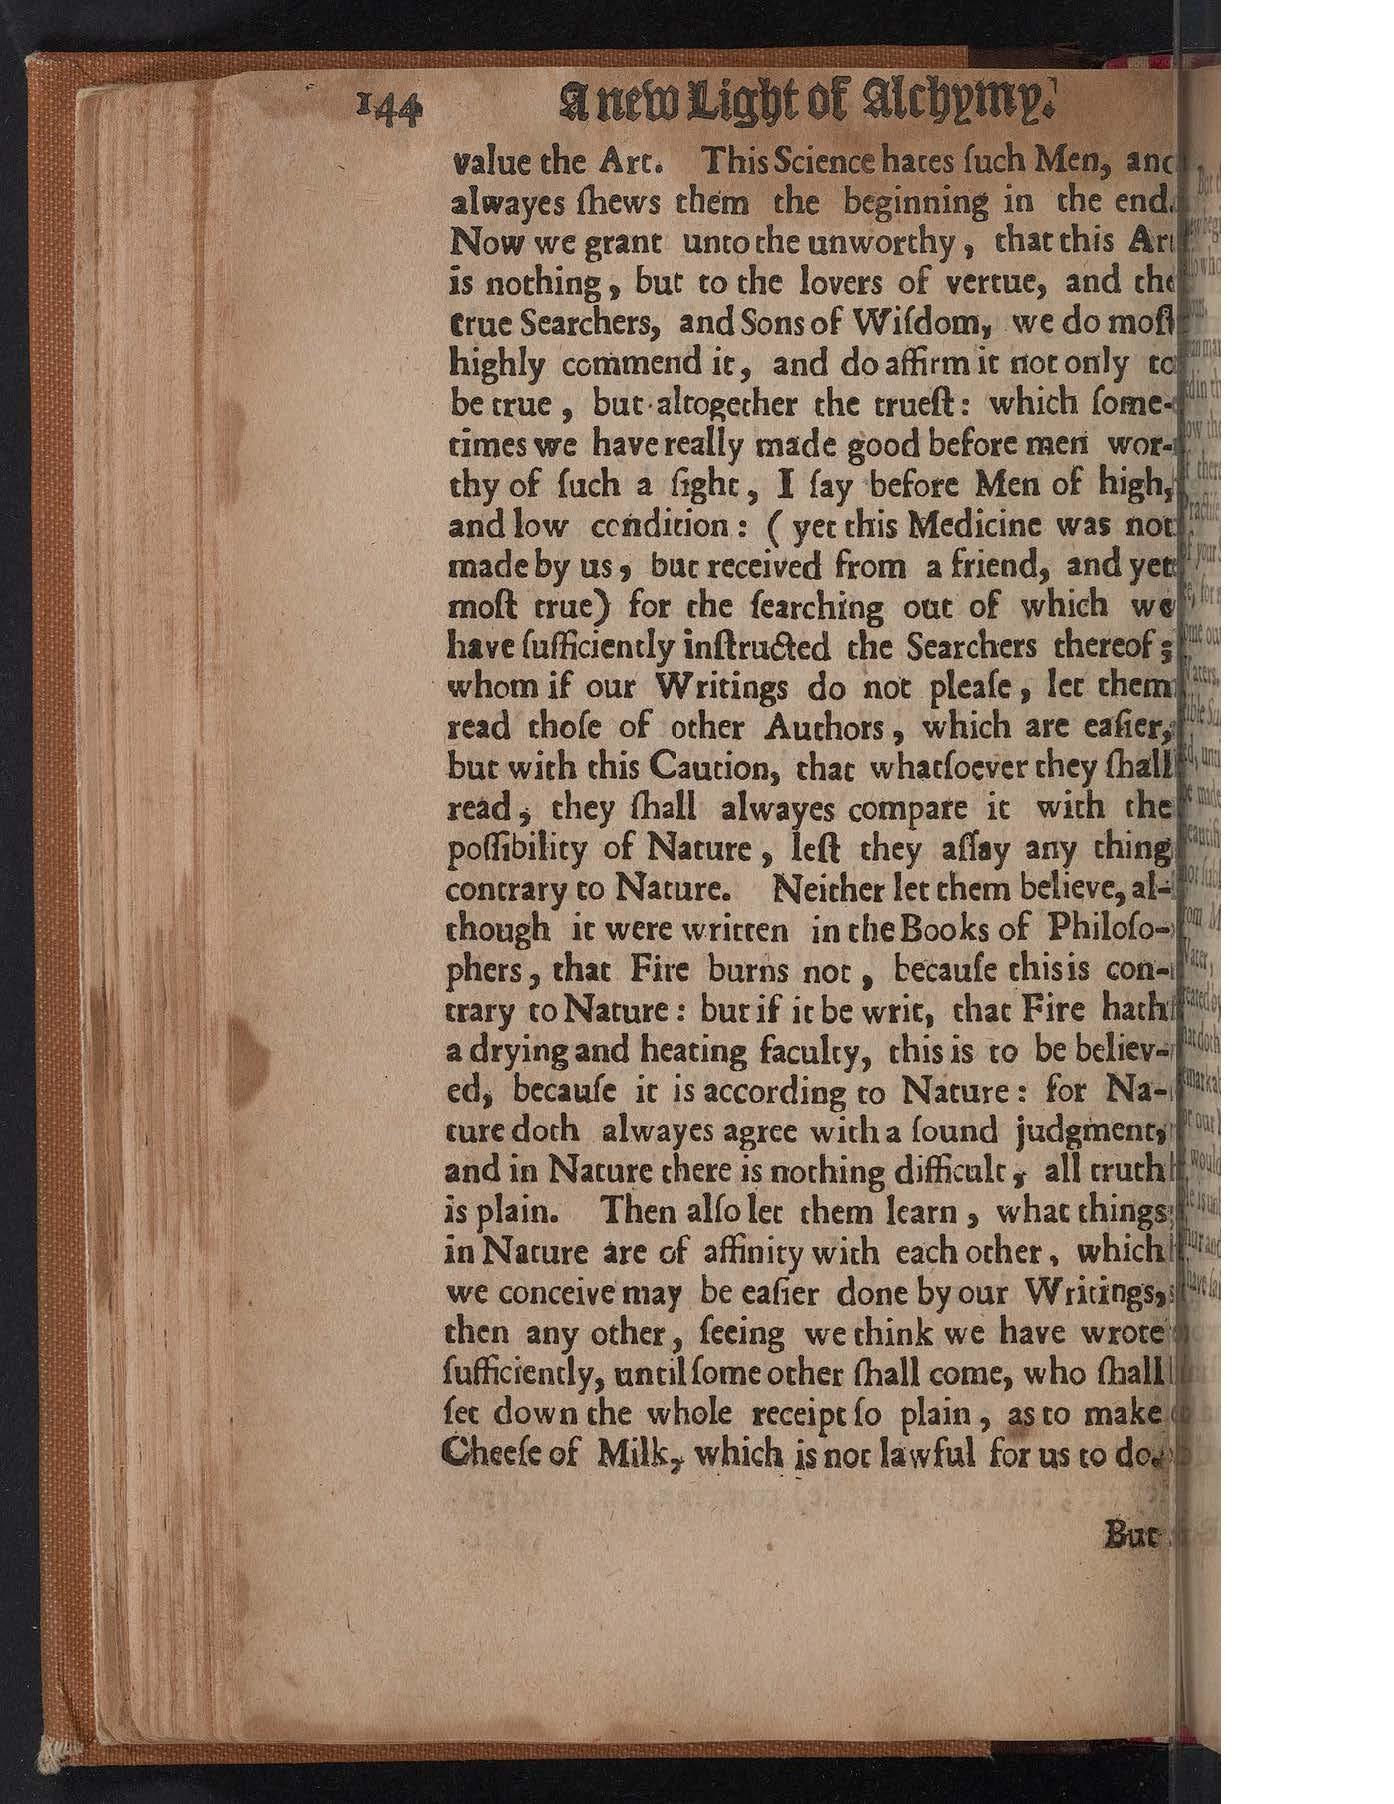 144 A new Light of Alchymy.
value the Art. This Science hates ſuch Men, and
alwayes ſhews them the beginning in the end.
Now we grant unto the unworthy, that this Art
is nothing, but to the lovers of vertue, and the
true Searchers, and Sons of Wiſdom, we do moſt
highly commend it, and do affirm it not only to
be true, but altogether the trueſt: which ſome-
times we have really made good before men wor-
thy of ſuch a ſight, I ſay before Men of high,
and low condition: (yet this Medicine was not
made by us, but received from a friend, and yet
moſt true) for the ſearching out of which we
have ſufficiently inſtructed the Searchers thereof;
whom if our Writings do not pleaſe, let them
read thoſe of other Authors, which are eaſier,
but with this Caution, that whatſoever they ſhall
read, they ſhall alwayes compare it with the
poſſibility of Nature, leſt they aſſay any thing
contrary to Nature. Neither let them believe, al-
though it were written in the Books of Philoſo-
phers, that Fire burns not, becauſe this is con-
trary to Nature: but if it be writ, that Fire hath
a drying and heating faculty, this is to be believ-
ed, becauſe it is according to Nature: for Na-
ture doth alwayes agree with a ſound judgment,
and in Nature there is nothing difficult, all truth
is plain. Then alſo let them learn, what things
in Nature are of affinity with each other, which
we conceive may be eaſier done by our Writings,
then any other, ſeeing we think we have wrote
ſufficiently, until ſome other ſhall come, who ſhall
ſet down the whole receipt ſo plain, as to make
Cheeſe of Milk, which is not lawful for us to do.
But